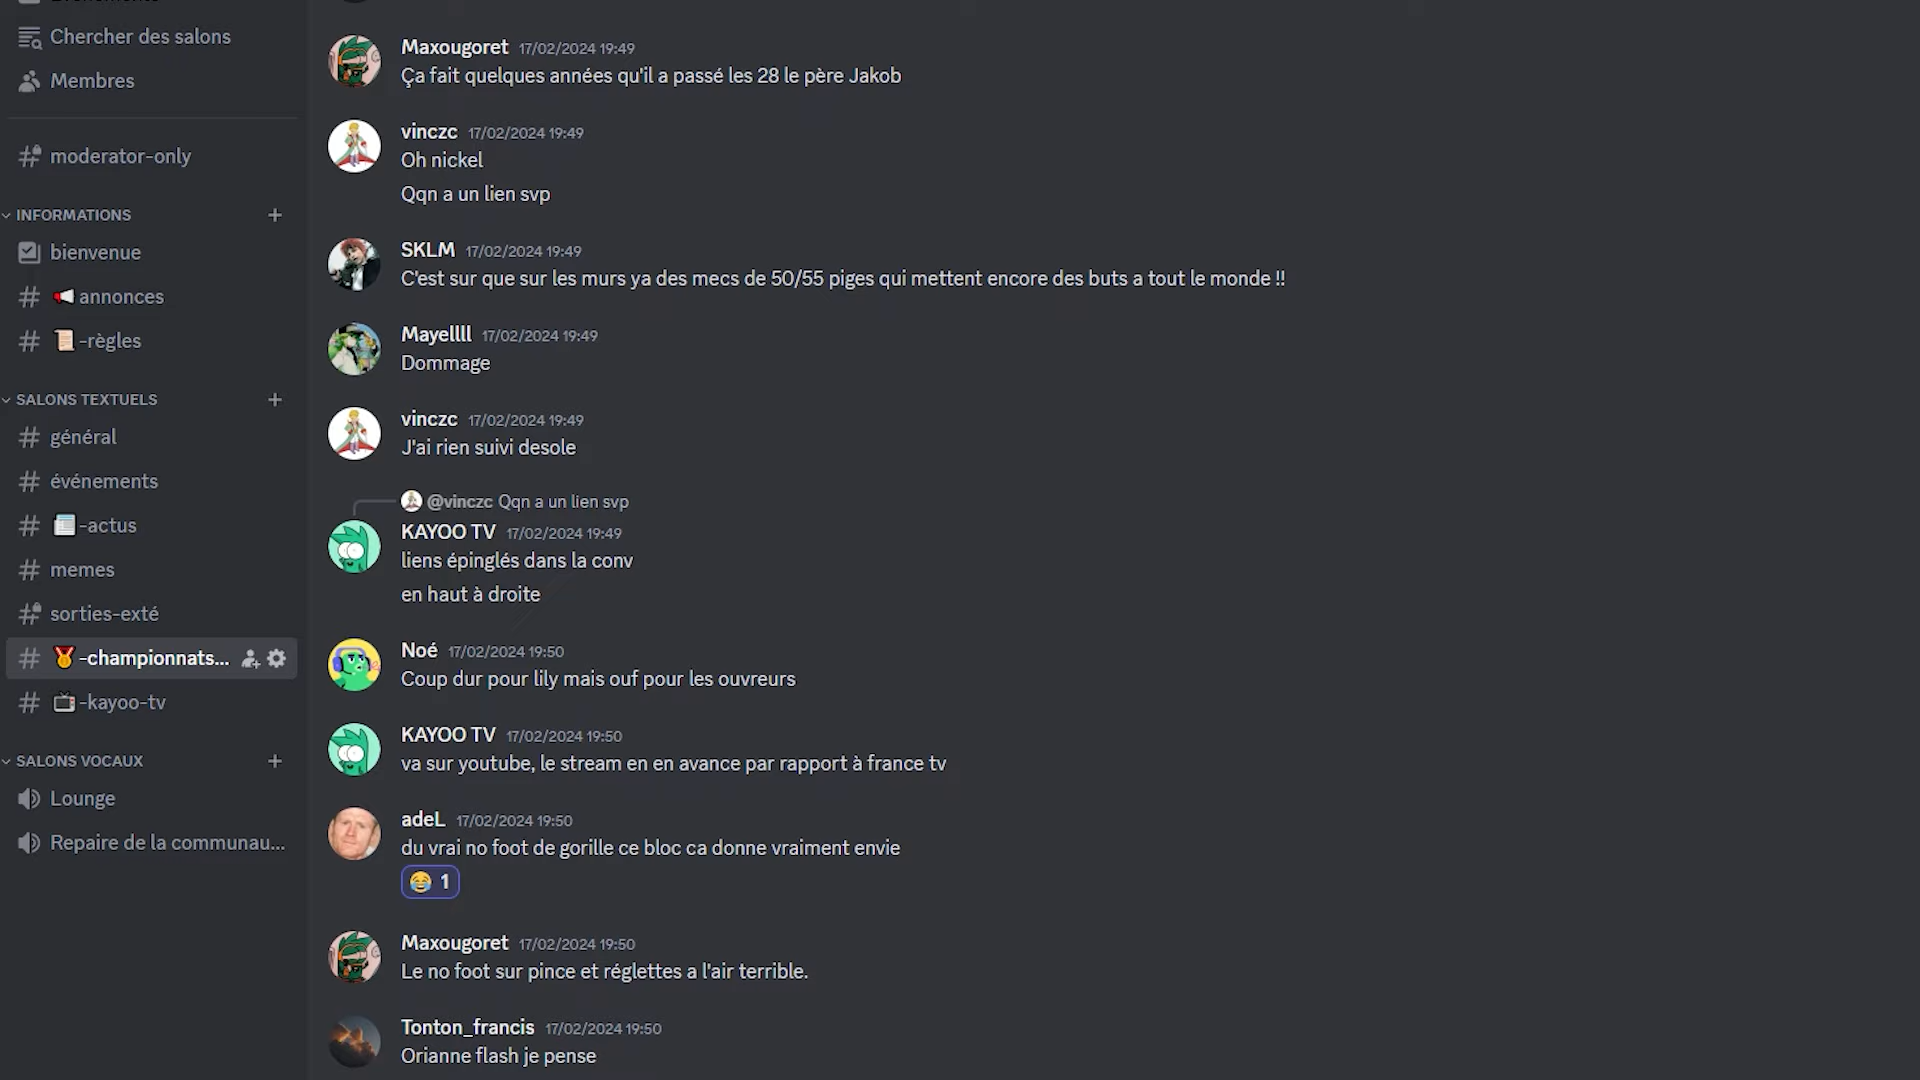 Chercher des salons
Membres
moderator-only
INFORMATIONS
bienvenue
annonces
-règles
SALONS TEXTUELS
général
événements
-actus
memes
sorties-exté
-championnats...
-kayoo-tv
SALONS VOCAUX
Lounge
Repaire de la communau...
Maxougoret 17/02/2024 19:49
Ça fait quelques années qu'il a passé les 28 le père Jakob
vinczc 17/02/2024 19:49
Oh nickel
Qqn a un lien svp
SKLM 17/02/2024 19:49
C'est sur que sur les murs ya des mecs de 50/55 piges qui mettent encore des buts a tout le monde !!
Mayellll 17/02/2024 19:49
Dommage
vinczc 17/02/2024 19:49
J'ai rien suivi desole
@vinczc Qqn a un lien svp
KAYOO TV 17/02/2024 19:49
liens épinglés dans la conv
en haut à droite
Noé 17/02/2024 19:50
Coup dur pour lily mais ouf pour les ouvreurs
KAYOO TV 17/02/2024 19:50
va sur youtube, le stream en en avance par rapport à france tv
adeL 17/02/2024 19:50
du vrai no foot de gorille ce bloc ca donne vraiment envie
😂 1
Maxougoret 17/02/2024 19:50
Le no foot sur pince et réglettes a l'air terrible.
Tonton_francis 17/02/2024 19:50
Orianne flash je pense